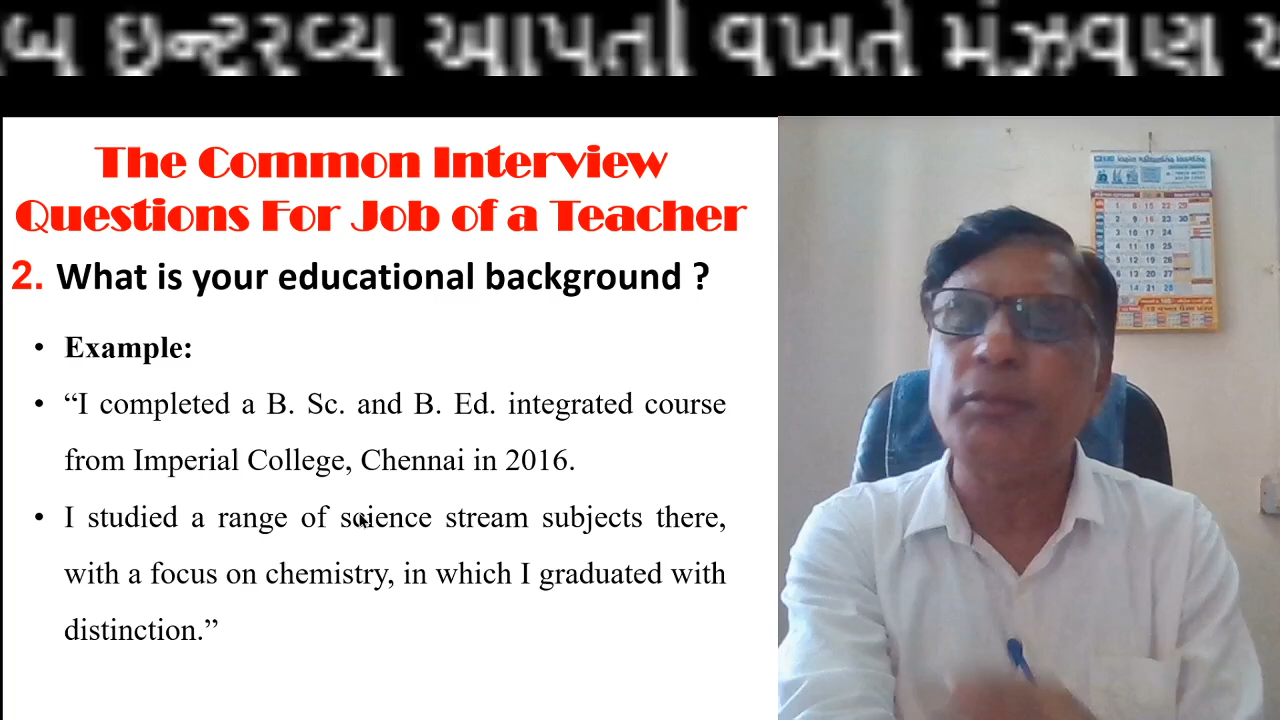 ઇન્ટરવ્યૂ આપતાં વખતે મુંઝવણ
The Common Interview
Questions For Job of a Teacher
2. What is your educational background ?
• Example:
• “I completed a B. Sc. and B. Ed. integrated course
from Imperial College, Chennai in 2016.
• I studied a range of science stream subjects there,
with a focus on chemistry, in which I graduated with
distinction.”